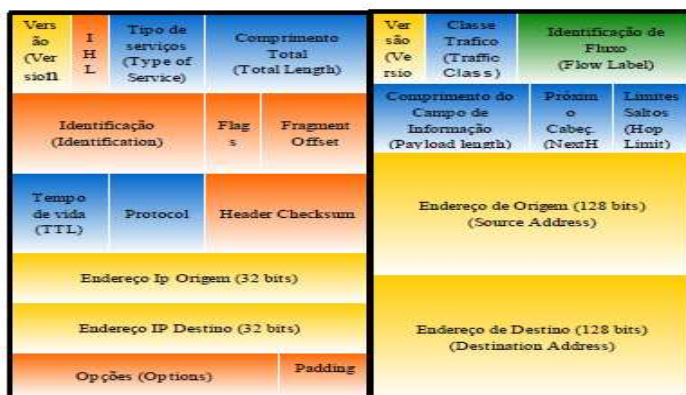 Vers
ão
(Ver
sion
I
H
L
Tipo de
serviços
(Type of
Service)
Comprimento
Total
(Total Length)
Identificação
(Identification)
Flag
s
Fragment
Offset
Tempo
de vida
(TTL)
Protocol
Header Checksum
Endereço Ip Origem (32 bits)
Endereço IP Destino (32 bits)
Opções (Options)
Padding
Ver
são
(Ve
rsio
Classe
Trafico
(Traffic
Class)
Identificação de
Fluxo
(Flow Label)
Comprimento do
Campo de
Informação
(Payload length)
Próxim
o
Cabeç.
(NextH
Limites
Saltos
(Hop
Limit)
Endereço de Origem (128 bits)
(Source Address)
Endereço de Destino (128 bits)
(Destination Address)